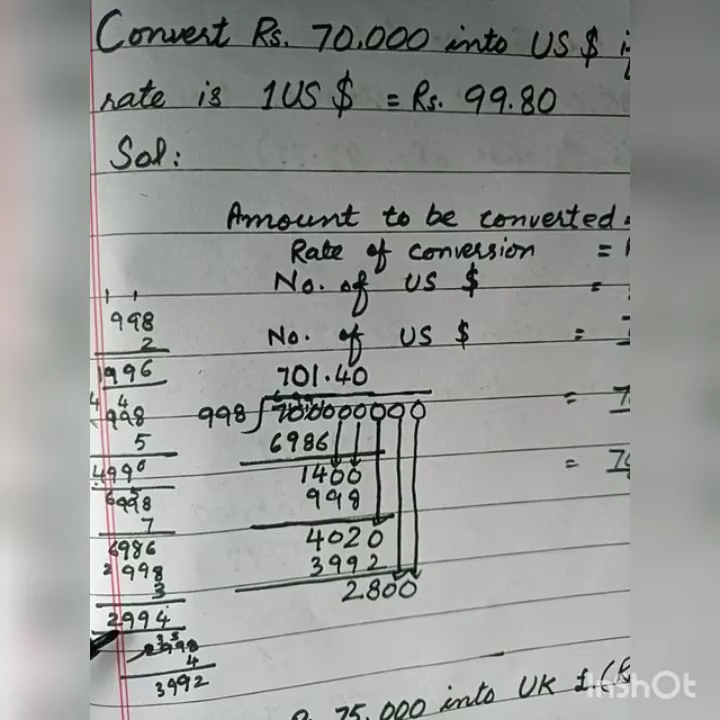 Convert Rs. 70,000 into US $
rate is 1US $ = Rs. 99.80
Sol:
Amount to be converted =
Rate of conversion =
No. of US $ =
998
2
1996
No. of US $ =
701.40
998
5
4990
998
7
6986
998
3
2994
998
4
3992
998
6986
1400
998
4020
3992
2800
75,000 into UK £
InShOt